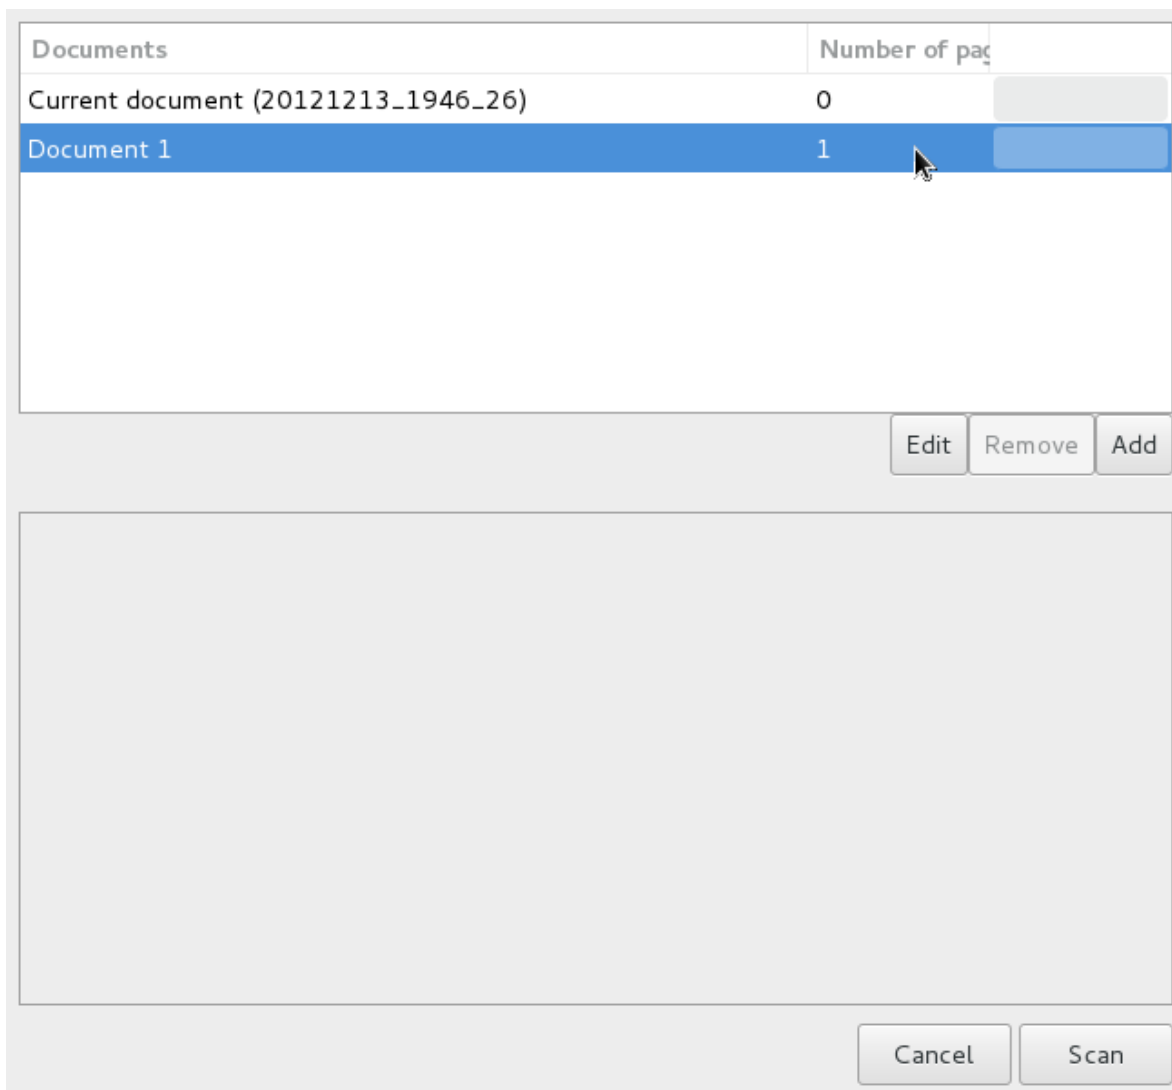 Documents Number of pag
Current document (20121213_1946_26) 0
Document 1 1
Edit Remove Add
Cancel Scan